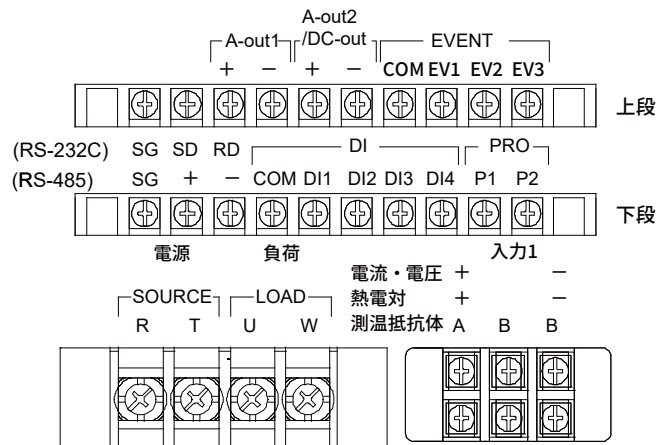 A-out1 A-out2
/DC-out EVENT
+ − + − COM EV1 EV2 EV3
上段
(RS-232C) SG SD RD DI PRO
(RS-485) SG + − COM DI1 DI2 DI3 DI4 P1 P2
下段
電源 負荷 入力1
電流・電圧 + −
熱電対 + −
SOURCE LOAD
R T U W 測温抵抗体 A B B